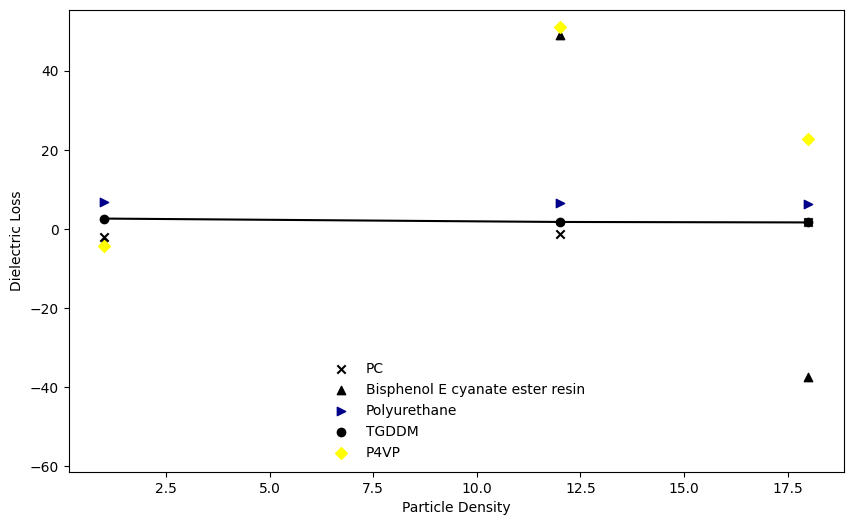 40
20
0
−20
−40
−60
Dielectric Loss
PC
Bisphenol E cyanate ester resin
Polyurethane
TGDDM
P4VP
2.5 5.0 7.5 10.0 12.5 15.0 17.5
Particle Density